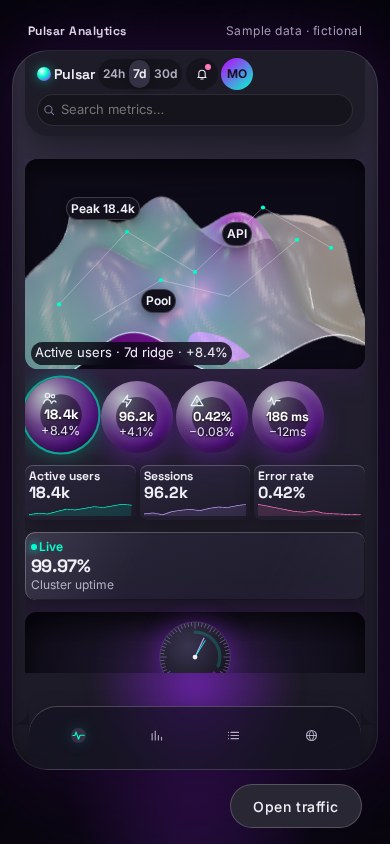 Pulsar Analytics
Sample data · fictional
Pulsar
24h 7d 30d
MO
Search metrics...
Peak 18.4k
API
Pool
Active users · 7d ridge · +8.4%
18.4k
+8.4%
96.2k
+4.1%
0.42%
−0.08%
186 ms
−12ms
Active users
18.4k
Sessions
96.2k
Error rate
0.42%
Live
99.97%
Cluster uptime
Open traffic